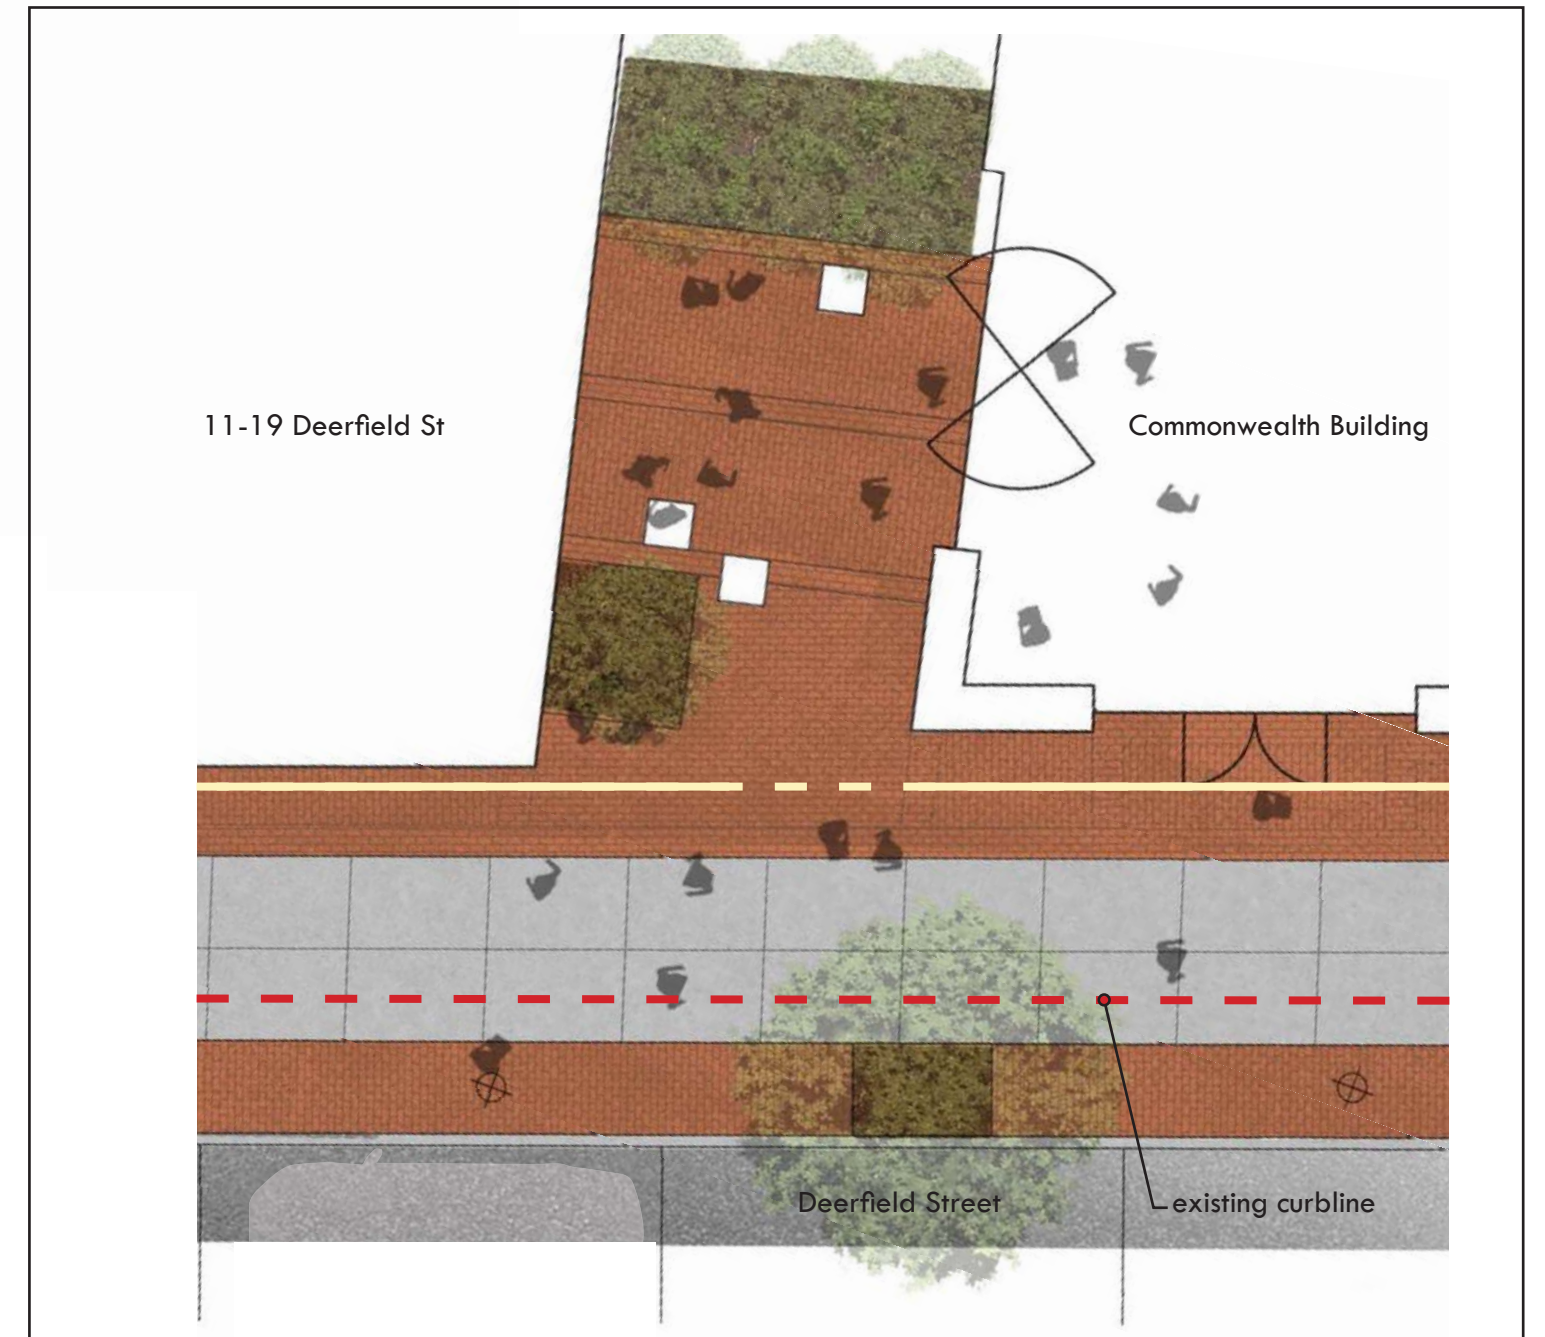 11-19 Deerfield St
Commonwealth Building
Deerfield Street
existing curbline